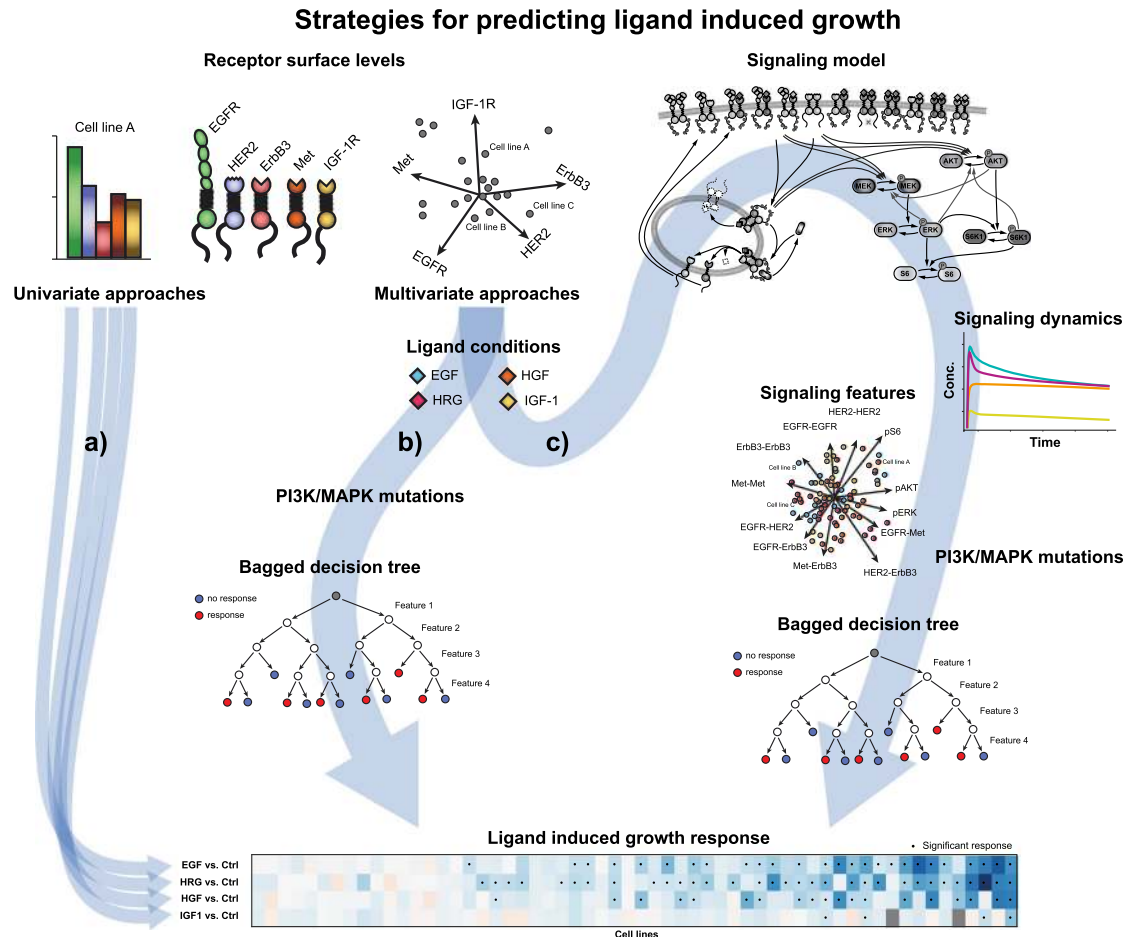 Strategies for predicting ligand induced growth
Receptor surface levels
Signaling model
Cell line A
EGFR
HER2
ErbB3
Met
IGF-1R
IGF-1R
Cell line A
Met
ErbB3
Cell line C
Cell line B
HER2
EGFR
P
AKT
AKT
P
MEK
MEK
P
ERK
ERK
P
S6K1
S6K1
P
S6
S6
Univariate approaches
Multivariate approaches
Signaling dynamics
Conc.
Time
Ligand conditions
EGF
HGF
HRG
IGF-1
a)
b)
c)
Signaling features
HER2-HER2
EGFR-EGFR
pS6
ErbB3-ErbB3
Cell line B
Cell line A
Met-Met
pAKT
Cell line C
pERK
EGFR-HER2
EGFR-Met
EGFR-ErbB3
Met-ErbB3
HER2-ErbB3
PI3K/MAPK mutations
PI3K/MAPK mutations
Bagged decision tree
no response
response
Feature 1
Feature 2
Feature 3
Feature 4
Bagged decision tree
no response
response
Feature 1
Feature 2
Feature 3
Feature 4
Ligand induced growth response
• Significant response
EGF vs. Ctrl
HRG vs. Ctrl
HGF vs. Ctrl
IGF1 vs. Ctrl
Cell lines